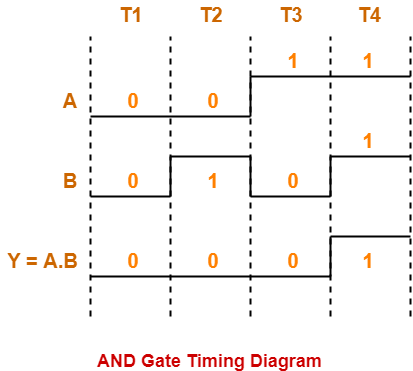 T1 T2 T3 T4
1 1
A 0 0
1
B 0 1 0
Y = A.B 0 0 0 1
AND Gate Timing Diagram